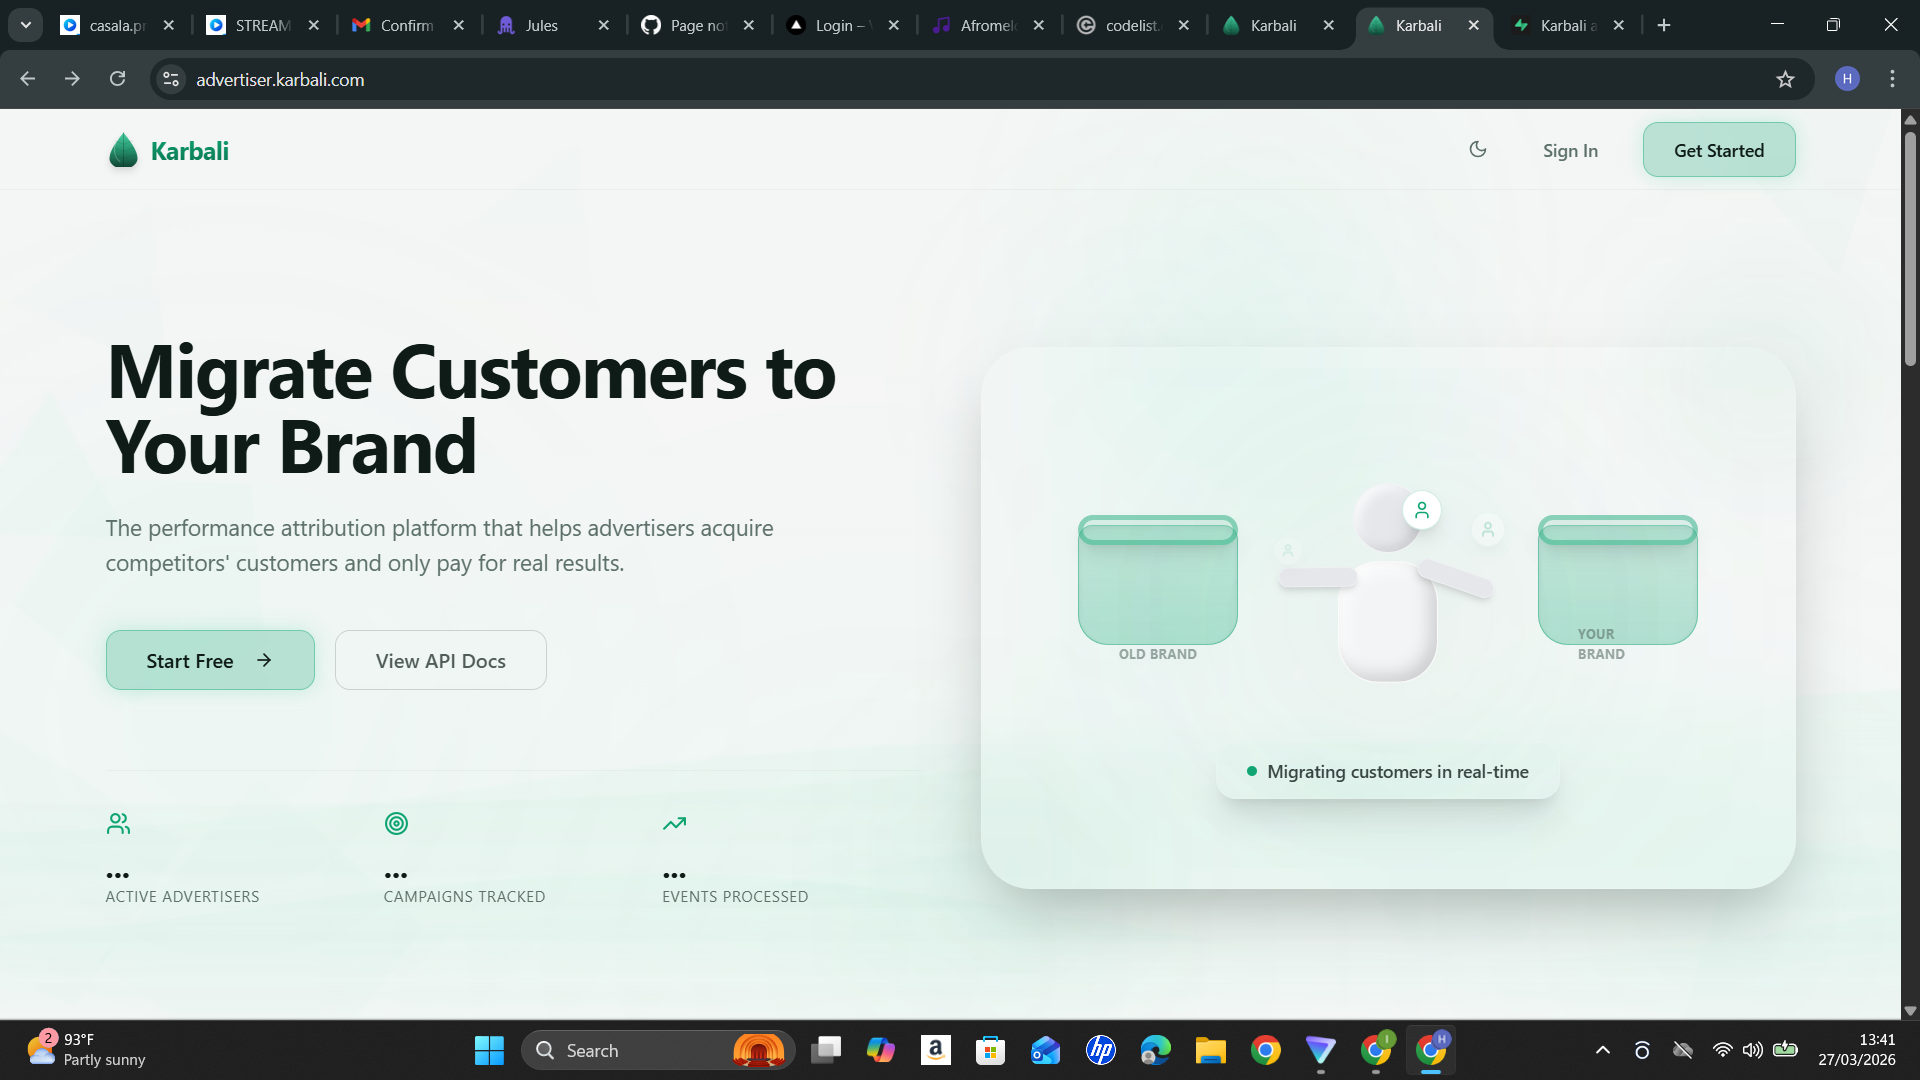 casala.pr
STREAM
Confirm
Jules
Page no
Login –
Afromel
codelist.
Karbali
Karbali
Karbali a
advertiser.karbali.com
H
Karbali
Sign In
Get Started
Migrate Customers to
Your Brand
The performance attribution platform that helps advertisers acquire
competitors' customers and only pay for real results.
Start Free
View API Docs
OLD BRAND
YOUR
BRAND
Migrating customers in real-time
...
ACTIVE ADVERTISERS
...
CAMPAIGNS TRACKED
...
EVENTS PROCESSED
2
93°F
Partly sunny
Search
a
hp
I
H
13:41
27/03/2026